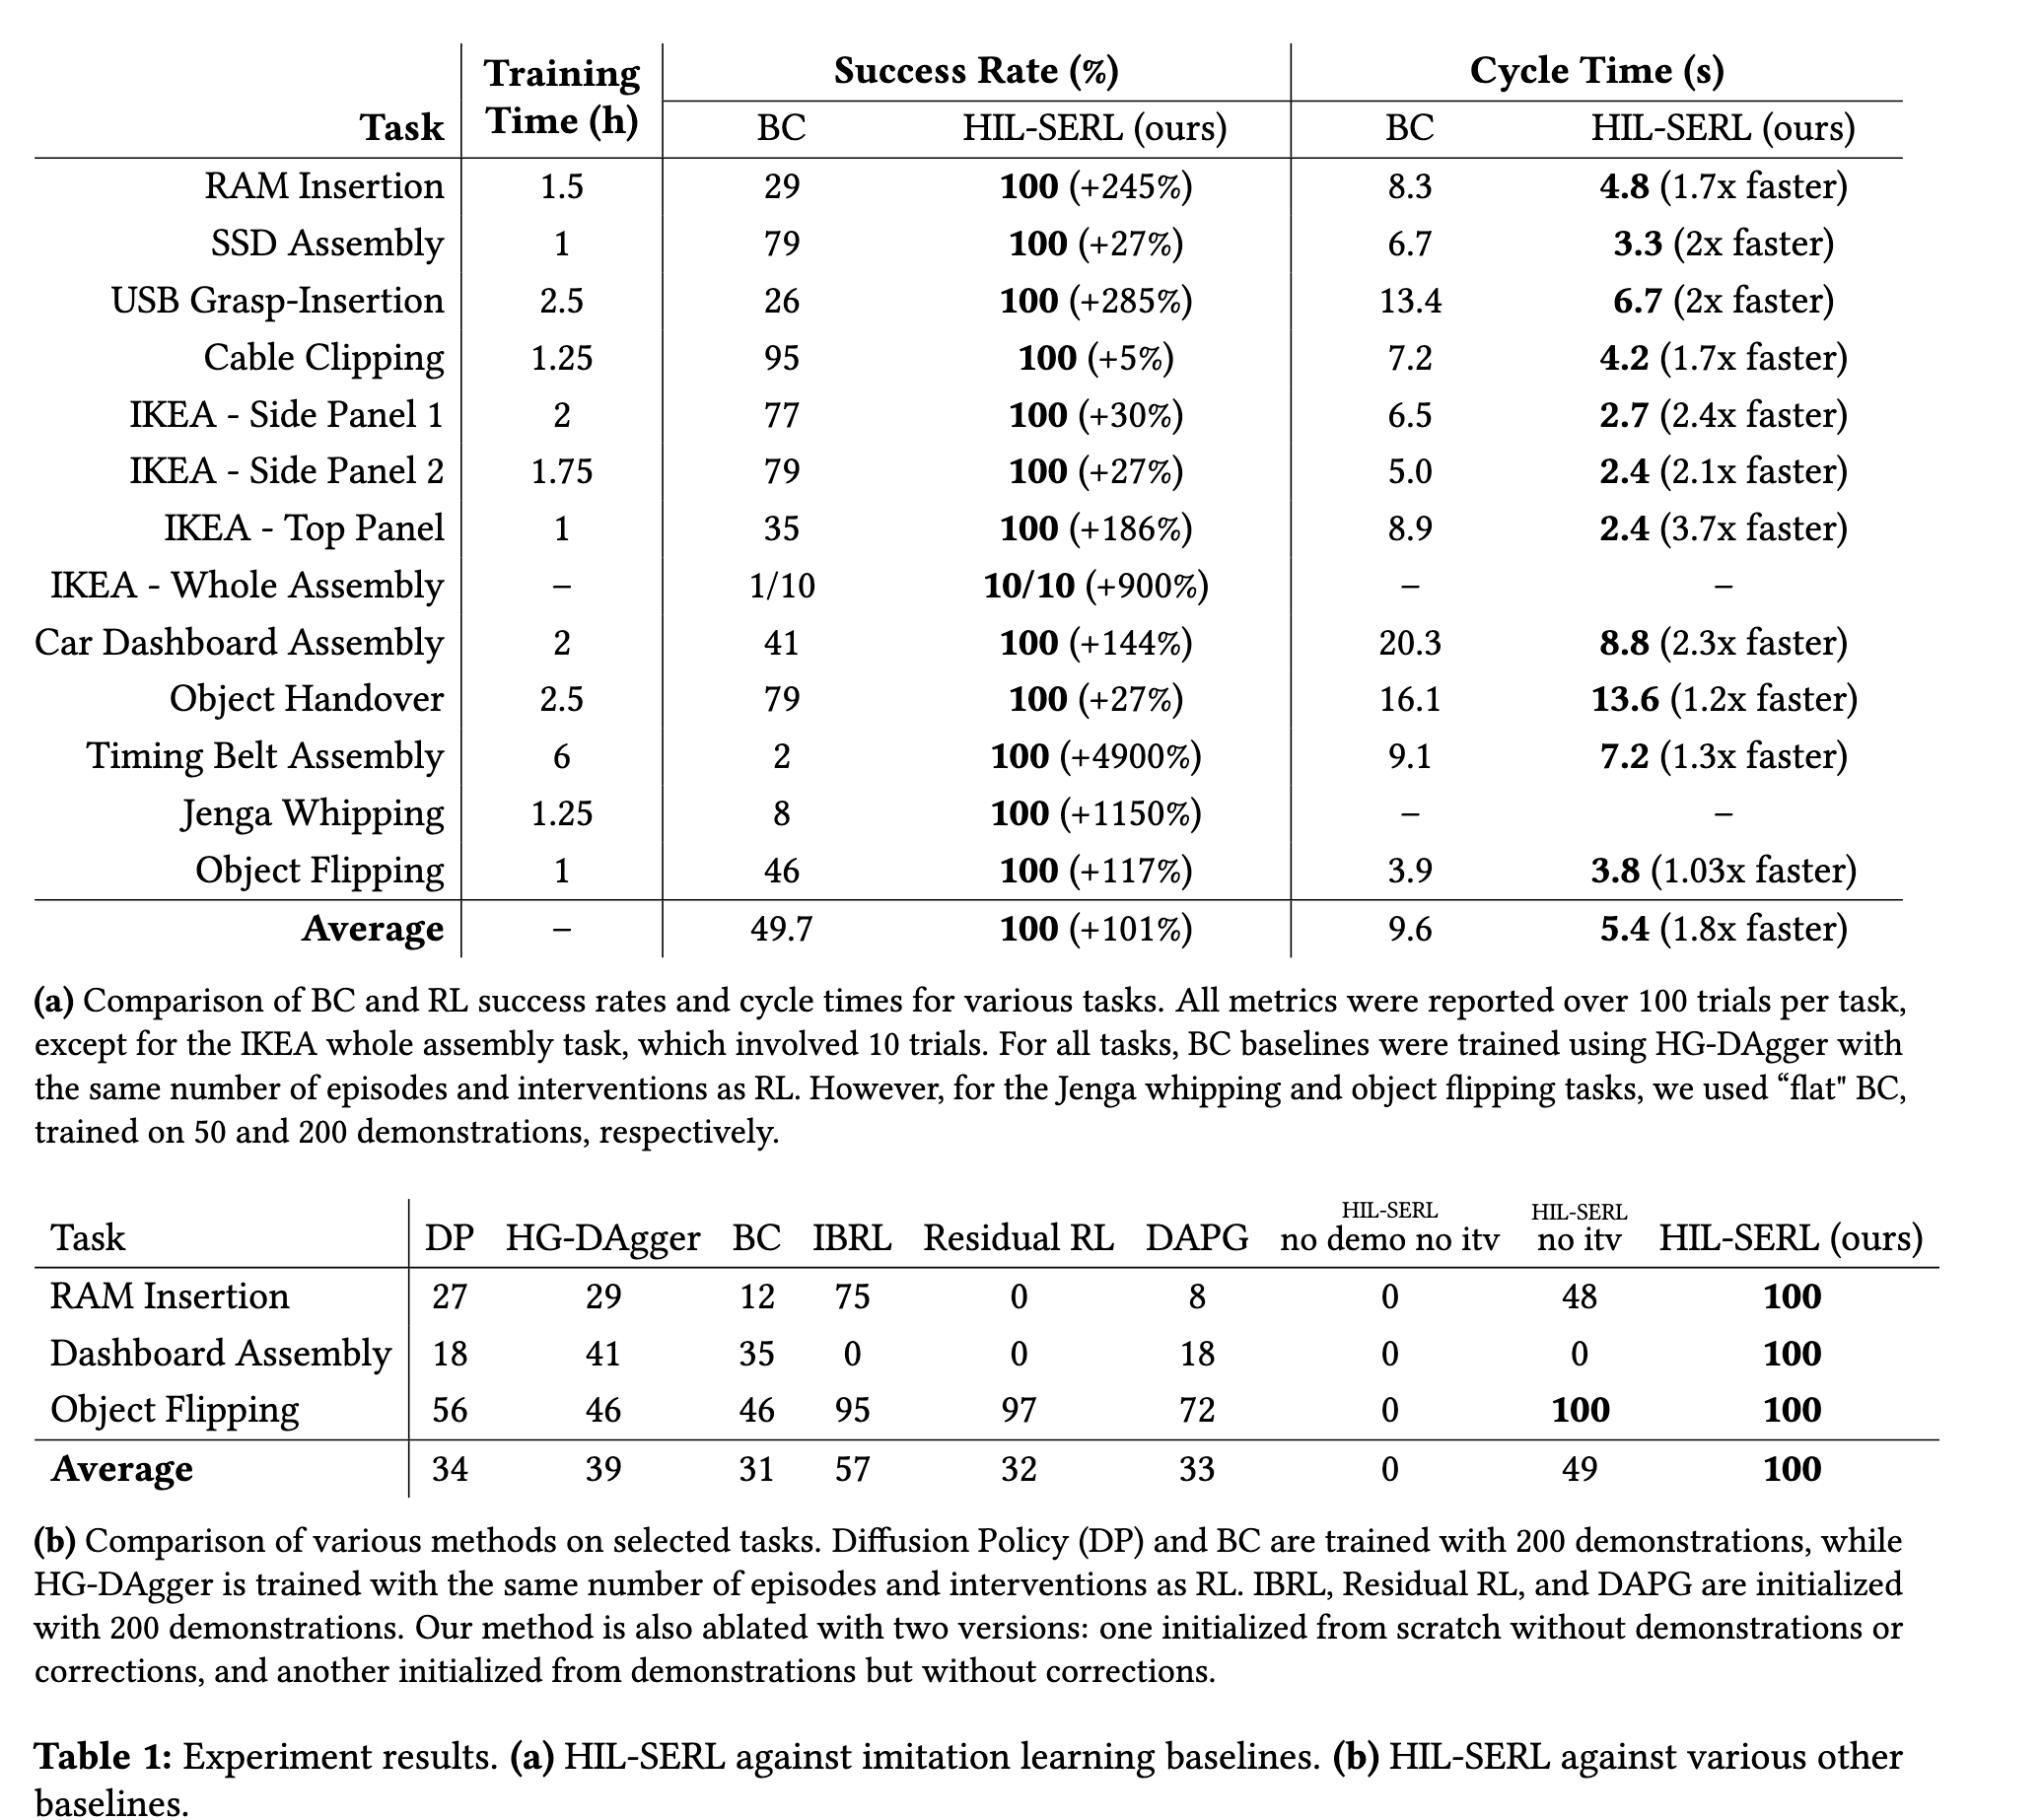 Training Time (h) Success Rate (%) Cycle Time (s)
Task BC HIL-SERL (ours) BC HIL-SERL (ours)
RAM Insertion 1.5 29 100 (+245%) 8.3 4.8 (1.7x faster)
SSD Assembly 1 79 100 (+27%) 6.7 3.3 (2x faster)
USB Grasp-Insertion 2.5 26 100 (+285%) 13.4 6.7 (2x faster)
Cable Clipping 1.25 95 100 (+5%) 7.2 4.2 (1.7x faster)
IKEA - Side Panel 1 2 77 100 (+30%) 6.5 2.7 (2.4x faster)
IKEA - Side Panel 2 1.75 79 100 (+27%) 5.0 2.4 (2.1x faster)
IKEA - Top Panel 1 35 100 (+186%) 8.9 2.4 (3.7x faster)
IKEA - Whole Assembly – 1/10 10/10 (+900%) – –
Car Dashboard Assembly 2 41 100 (+144%) 20.3 8.8 (2.3x faster)
Object Handover 2.5 79 100 (+27%) 16.1 13.6 (1.2x faster)
Timing Belt Assembly 6 2 100 (+4900%) 9.1 7.2 (1.3x faster)
Jenga Whipping 1.25 8 100 (+1150%) – –
Object Flipping 1 46 100 (+117%) 3.9 3.8 (1.03x faster)
Average – 49.7 100 (+101%) 9.6 5.4 (1.8x faster)
(a) Comparison of BC and RL success rates and cycle times for various tasks. All metrics were reported over 100 trials per task,
except for the IKEA whole assembly task, which involved 10 trials. For all tasks, BC baselines were trained using HG-DAgger with
the same number of episodes and interventions as RL. However, for the Jenga whipping and object flipping tasks, we used “flat" BC,
trained on 50 and 200 demonstrations, respectively.
Task DP HG-DAgger BC IBRL Residual RL DAPG HIL-SERL no demo no itv HIL-SERL no itv HIL-SERL (ours)
RAM Insertion 27 29 12 75 0 8 0 48 100
Dashboard Assembly 18 41 35 0 0 18 0 0 100
Object Flipping 56 46 46 95 97 72 0 100 100
Average 34 39 31 57 32 33 0 49 100
(b) Comparison of various methods on selected tasks. Diffusion Policy (DP) and BC are trained with 200 demonstrations, while
HG-DAgger is trained with the same number of episodes and interventions as RL. IBRL, Residual RL, and DAPG are initialized
with 200 demonstrations. Our method is also ablated with two versions: one initialized from scratch without demonstrations or
corrections, and another initialized from demonstrations but without corrections.
Table 1: Experiment results. (a) HIL-SERL against imitation learning baselines. (b) HIL-SERL against various other
baselines.